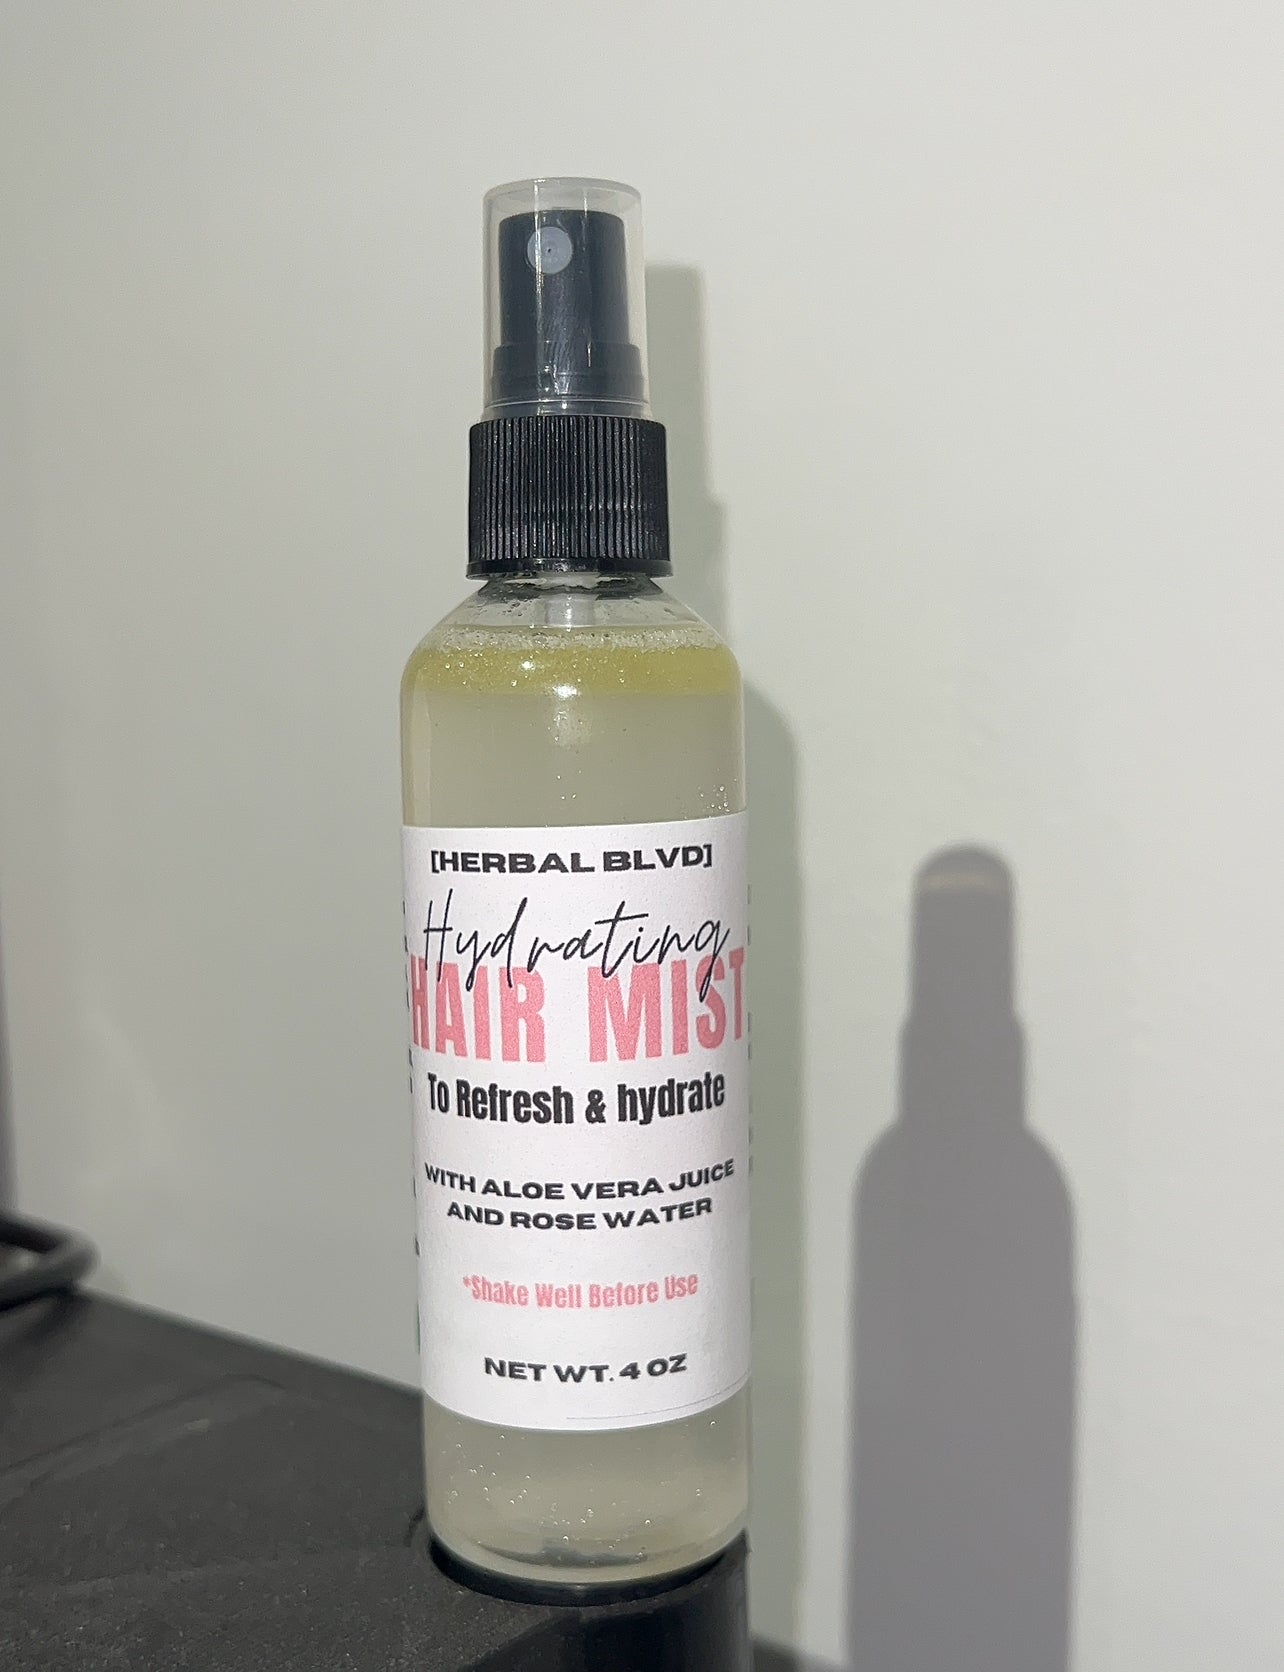 [HERBAL BLVD]
Hydrating
HAIR MIST
To Refresh & hydrate
WITH ALOE VERA JUICE
AND ROSE WATER
*Shake Well Before Use
NET WT. 4 OZ